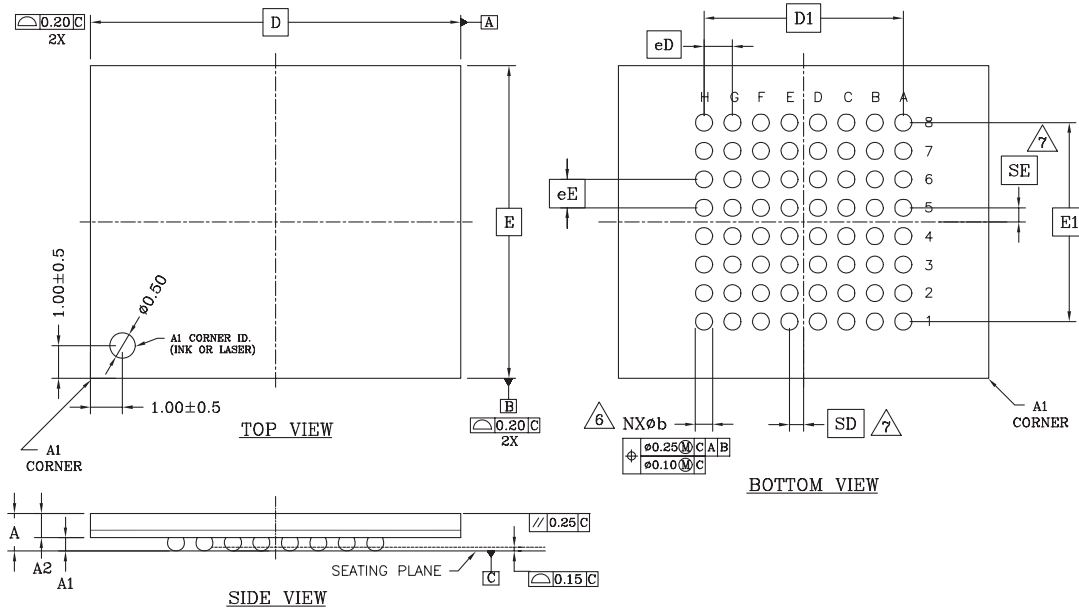 ⌓ 0.20 C
2X
D
A
E
1.00±0.5
ø0.50
A1 CORNER ID.
(INK OR LASER)
1.00±0.5
A1
CORNER
TOP VIEW
B
⌓ 0.20 C
2X
D1
eD
H G F E D C B A
8
7
6
5
4
3
2
1
7
SE
eE
E1
6
NXøb
⌖ ø0.25Ⓜ C A B
ø0.10Ⓜ C
SD
7
A1
CORNER
BOTTOM VIEW
A
A2
A1
// 0.25 C
SEATING PLANE
C
⌓ 0.15 C
SIDE VIEW